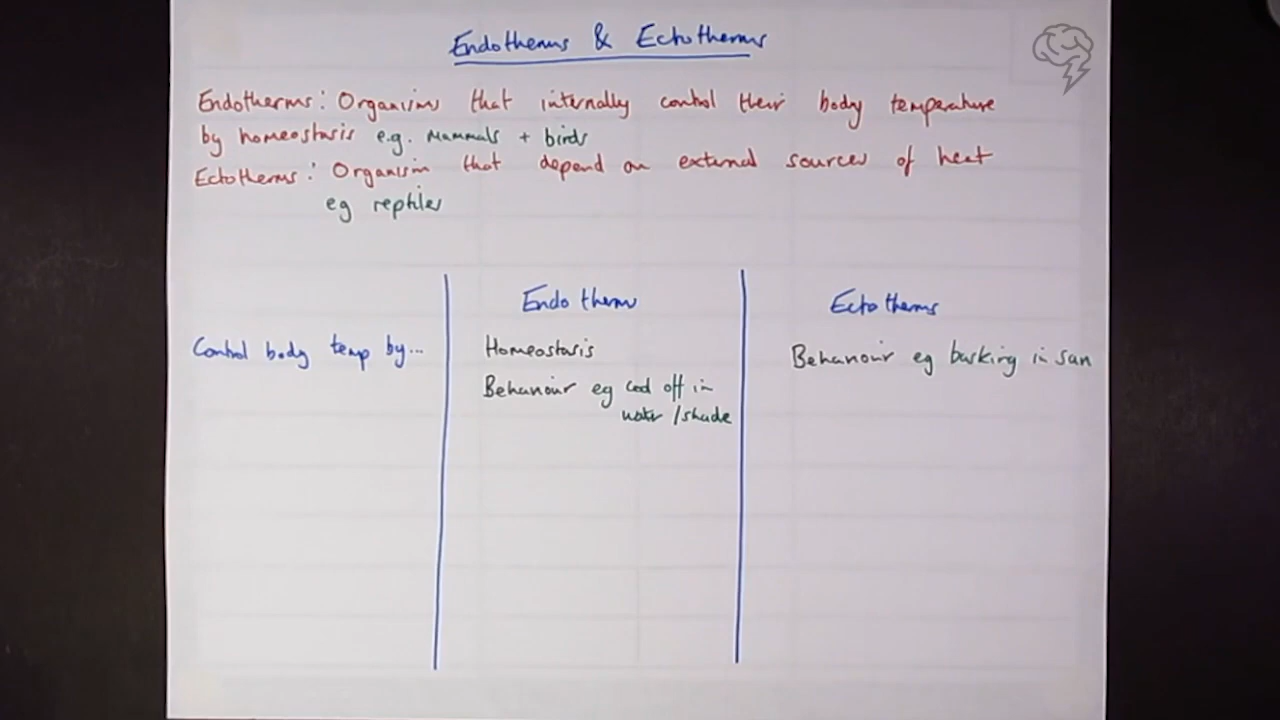 Endotherms & Ectotherms
Endotherms: Organisms that internally control their body temperature
by homeostasis e.g. Mammals + birds
Ectotherms: Organism that depend on external sources of heat
eg reptiles
Endotherms
Ectotherms
Control body temp by...
Homeostasis
Behaviour eg cool off in
water /shade
Behaviour eg basking in sun